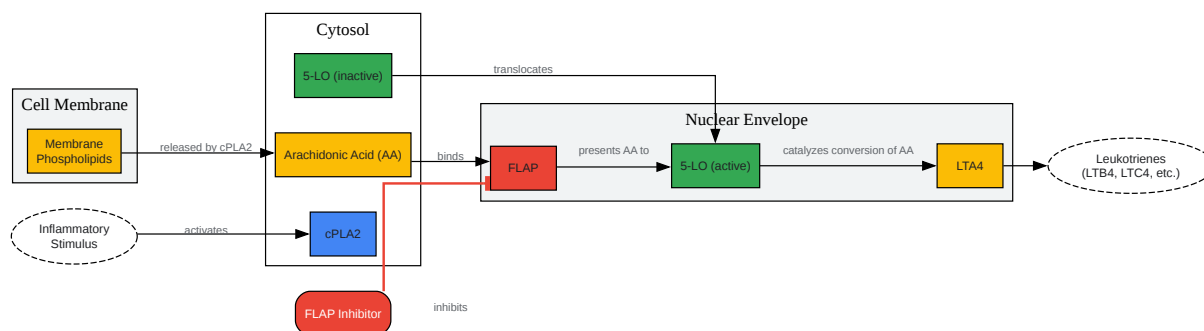 Cytosol
5-LO (inactive)
translocates
Cell Membrane
Membrane
Phospholipids
released by cPLA2
Arachidonic Acid (AA)
binds
Nuclear Envelope
FLAP
presents AA to
5-LO (active)
catalyzes conversion of AA
LTA4
Leukotrienes
(LTB4, LTC4, etc.)
Inflammatory
Stimulus
activates
cPLA2
FLAP Inhibitor
inhibits